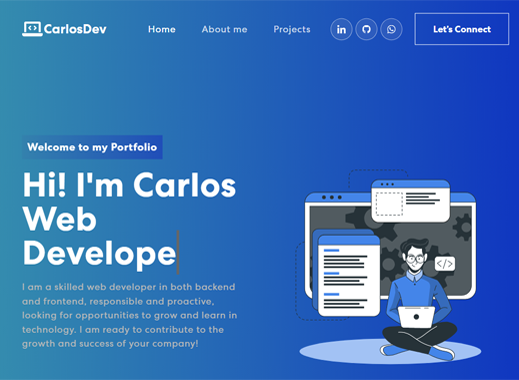 CarlosDev
Home
About me
Projects
in
Let's Connect
Welcome to my Portfolio
Hi! I'm Carlos
Web
Develope
I am a skilled web developer in both backend
and frontend, responsible and proactive,
looking for opportunities to grow and learn in
technology. I am ready to contribute to the
growth and success of your company!
</>